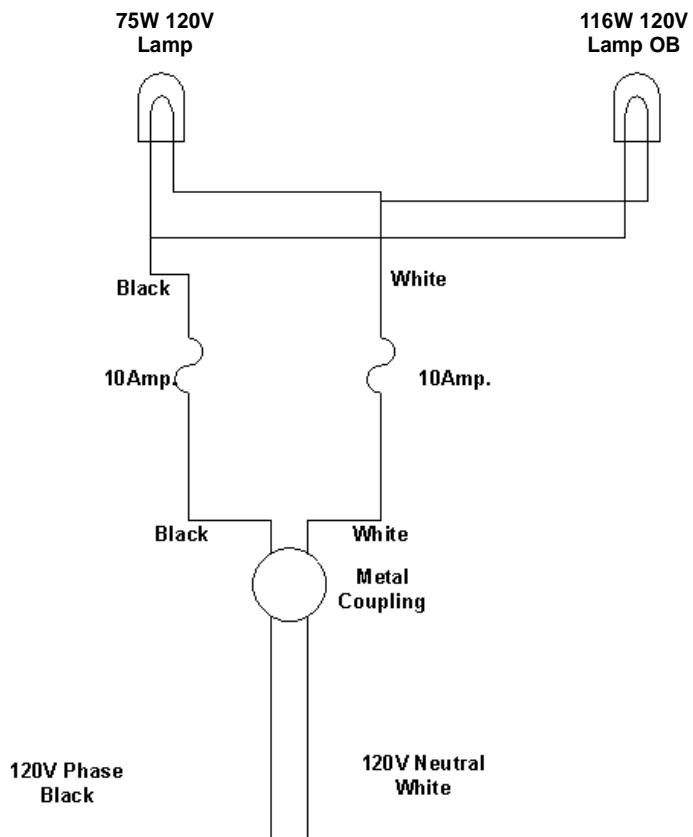 75W 120V
Lamp
116W 120V
Lamp OB
Black
White
10Amp.
10Amp.
Black
White
Metal
Coupling
120V Phase
Black
120V Neutral
White